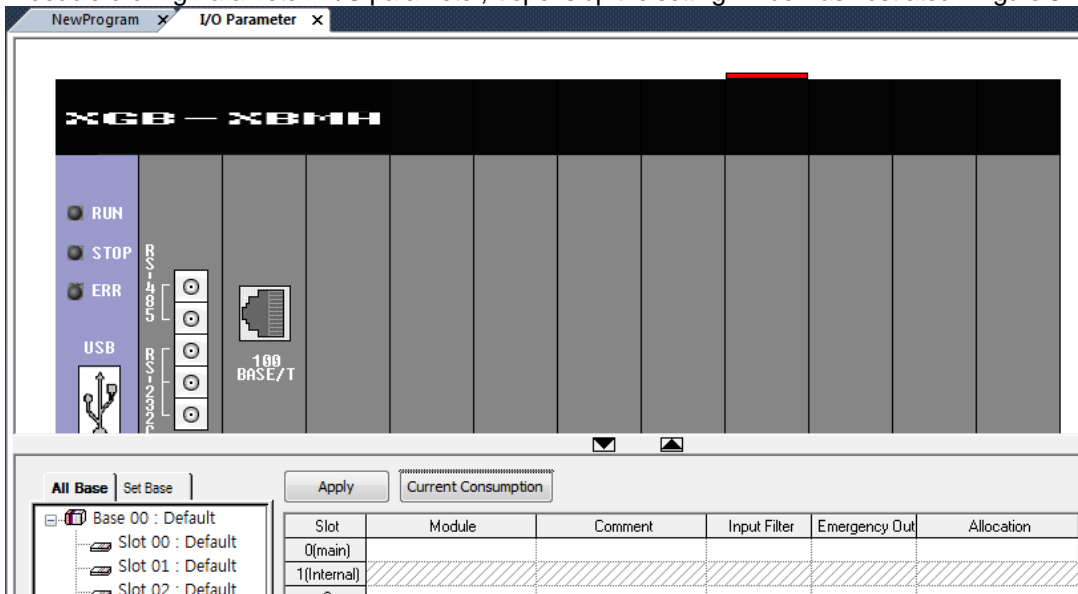 NewProgram x I/O Parameter x
XGB-XBMH
RUN
STOP
ERR
USB
RS-485
RS-232C
100
BASE/T
All Base Set Base
Apply Current Consumption
Base 00 : Default
Slot 00 : Default
Slot 01 : Default
Slot 02 : Default
Slot Module Comment Input Filter Emergency Out Allocation
0(main)
1(Internal)